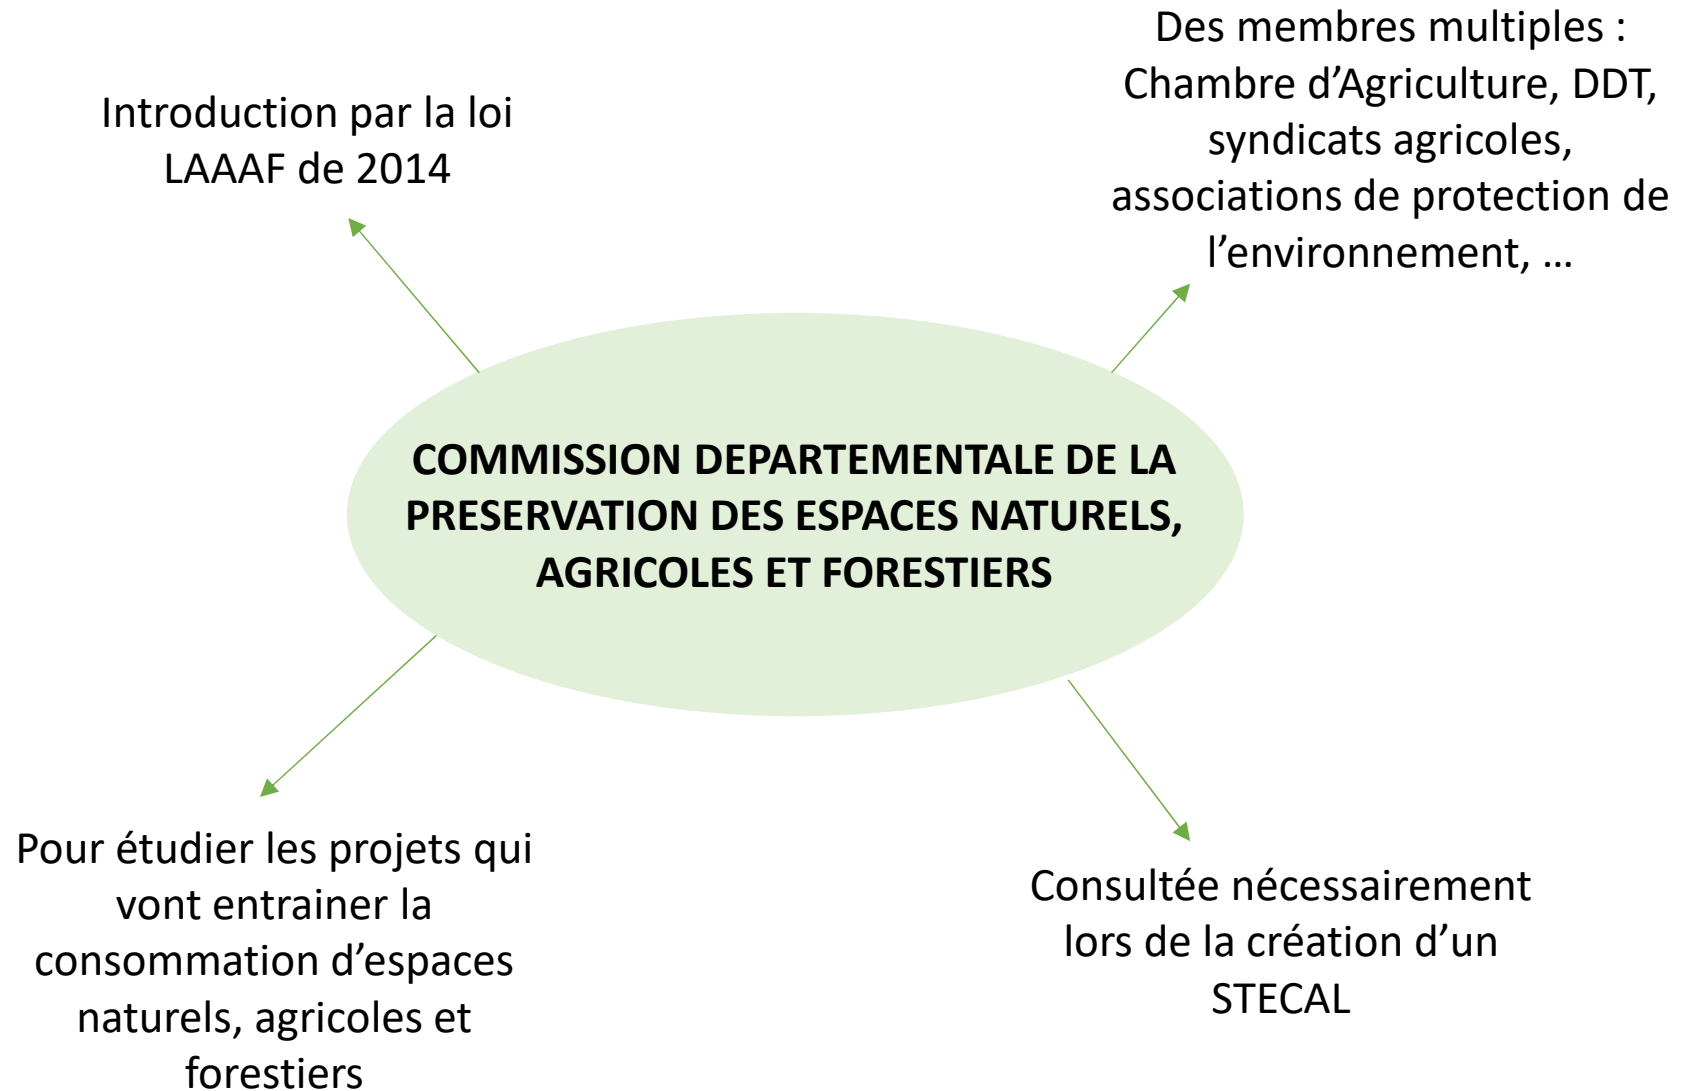 Introduction par la loi
LAAAF de 2014
Des membres multiples :
Chambre d’Agriculture, DDT,
syndicats agricoles,
associations de protection de
l’environnement, …
COMMISSION DEPARTEMENTALE DE LA
PRESERVATION DES ESPACES NATURELS,
AGRICOLES ET FORESTIERS
Pour étudier les projets qui
vont entrainer la
consommation d’espaces
naturels, agricoles et
forestiers
Consultée nécessairement
lors de la création d’un
STECAL